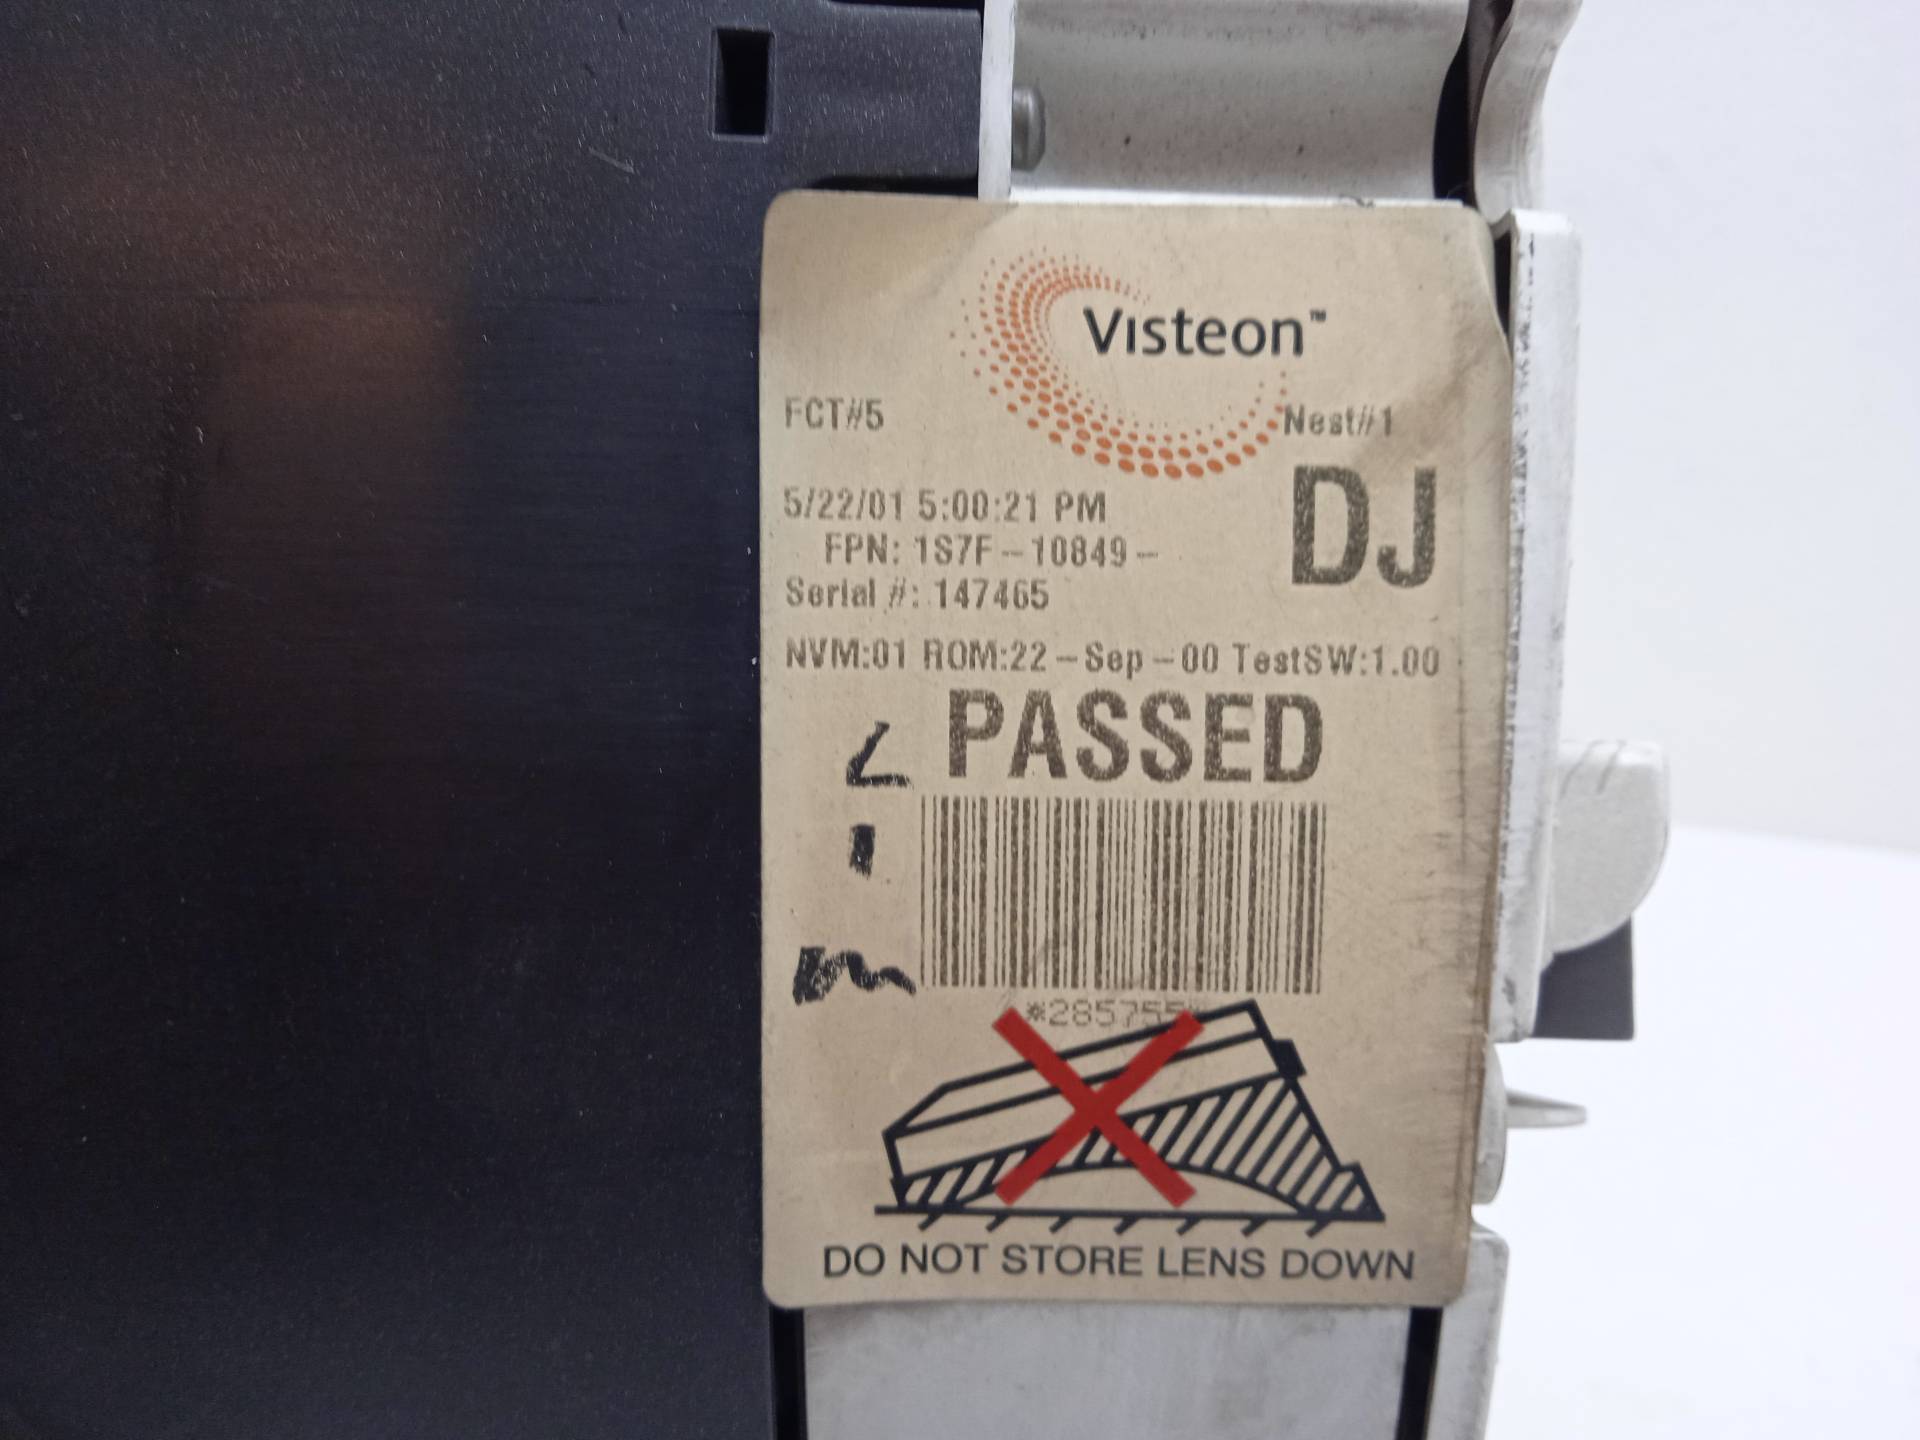 Visteon™
FCT#5 Nest#1
DJ
5/22/01 5:00:21 PM
FPN: 1S7F-10849-
Serial #: 147465
NVM:01 ROM:22-Sep-00 TestSW:1.00
PASSED
DO NOT STORE LENS DOWN